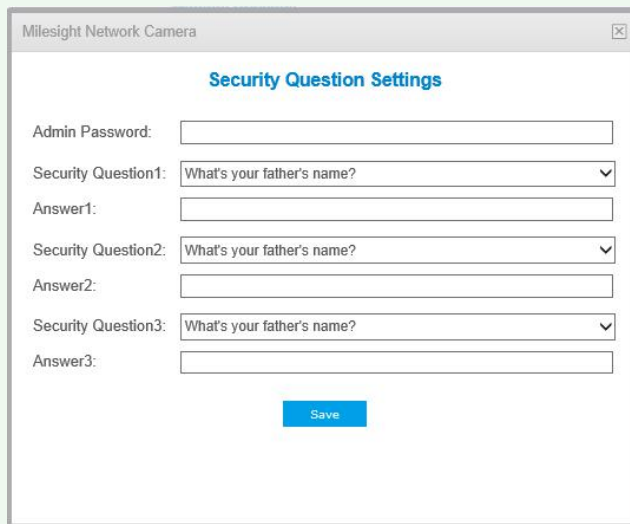 Milesight Network Camera
Security Question Settings
Admin Password:
Security Question1: What's your father's name?
Answer1:
Security Question2: What's your father's name?
Answer2:
Security Question3: What's your father's name?
Answer3:
Save